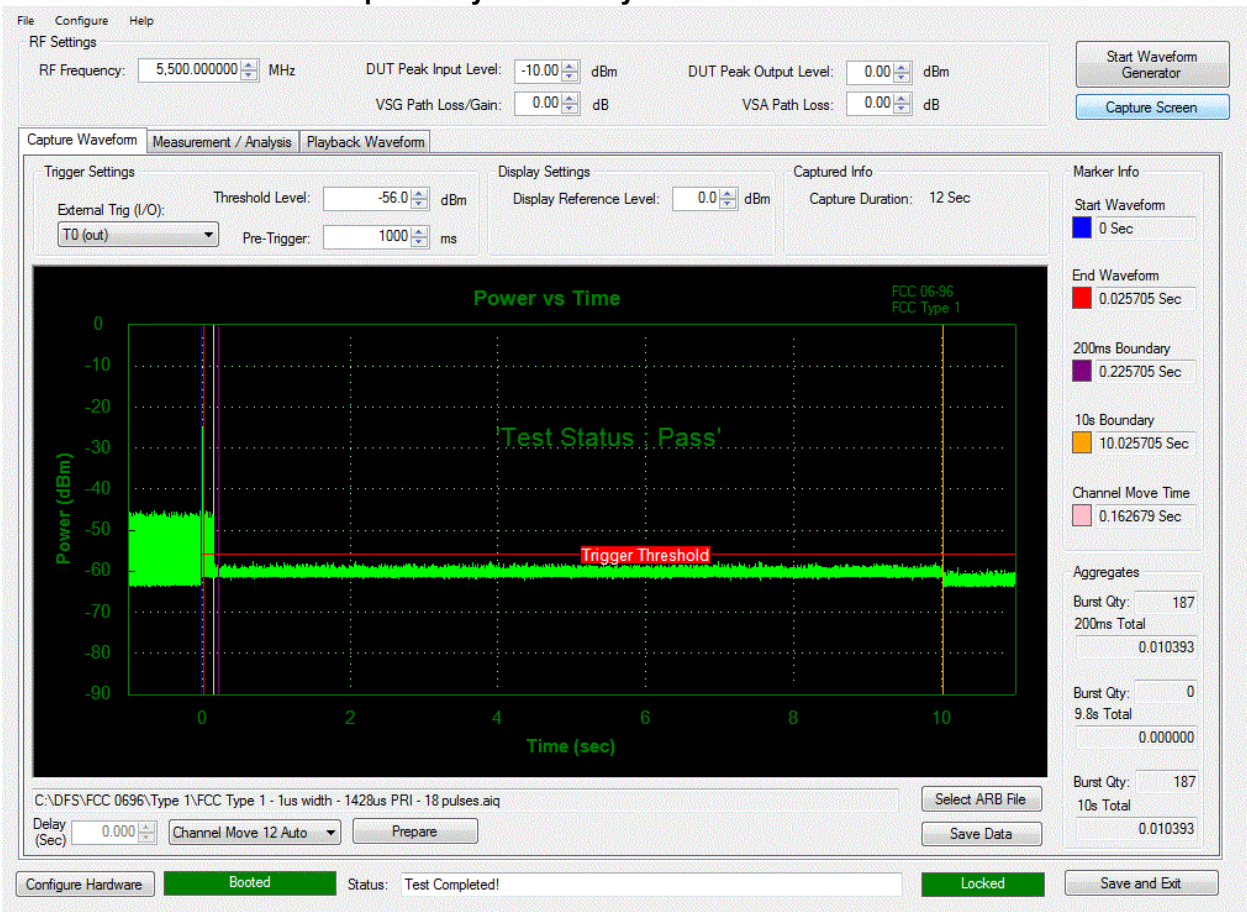 File Configure Help
RF Settings
RF Frequency: 5,500.000000 MHz DUT Peak Input Level: -10.00 dBm DUT Peak Output Level: 0.00 dBm
VSG Path Loss/Gain: 0.00 dB VSA Path Loss: 0.00 dB
Start Waveform
Generator
Capture Screen
Capture Waveform Measurement / Analysis Playback Waveform
Trigger Settings
External Trig (I/O):
T0 (out)
Threshold Level: -56.0 dBm
Pre-Trigger: 1000 ms
Display Settings
Display Reference Level: 0.0 dBm
Captured Info
Capture Duration: 12 Sec
Marker Info
Start Waveform
0 Sec
End Waveform
0.025705 Sec
200ms Boundary
0.225705 Sec
10s Boundary
10.025705 Sec
Channel Move Time
0.162679 Sec
Aggregates
Burst Qty: 187
200ms Total
0.010393
Burst Qty: 0
9.8s Total
0.000000
Burst Qty: 187
10s Total
0.010393
Power vs Time
FCC 06-96
FCC Type 1
0
-10
-20
-30
-40
-50
-60
-70
-80
-90
Power (dBm)
'Test Status : Pass'
Trigger Threshold
0 2 4 6 8 10
Time (sec)
C:\DFS\FCC 0696\Type 1\FCC Type 1 - 1us width - 1428us PRI - 18 pulses.aiq
Select ARB File
Delay
(Sec)
0.000 Channel Move 12 Auto Prepare
Save Data
Configure Hardware Booted Status: Test Completed! Locked Save and Exit